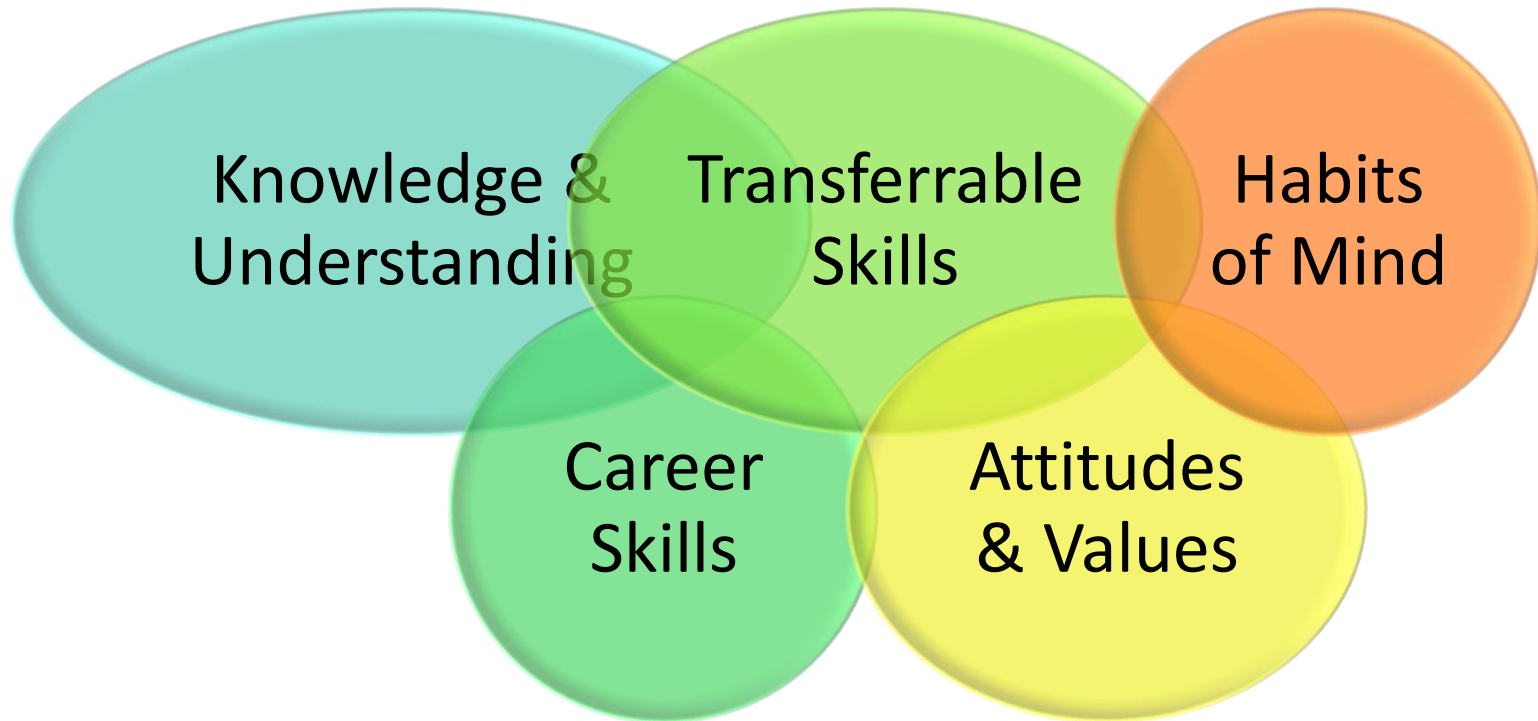 Knowledge &
Understanding
Transferrable
Skills
Habits
of Mind
Career
Skills
Attitudes
& Values